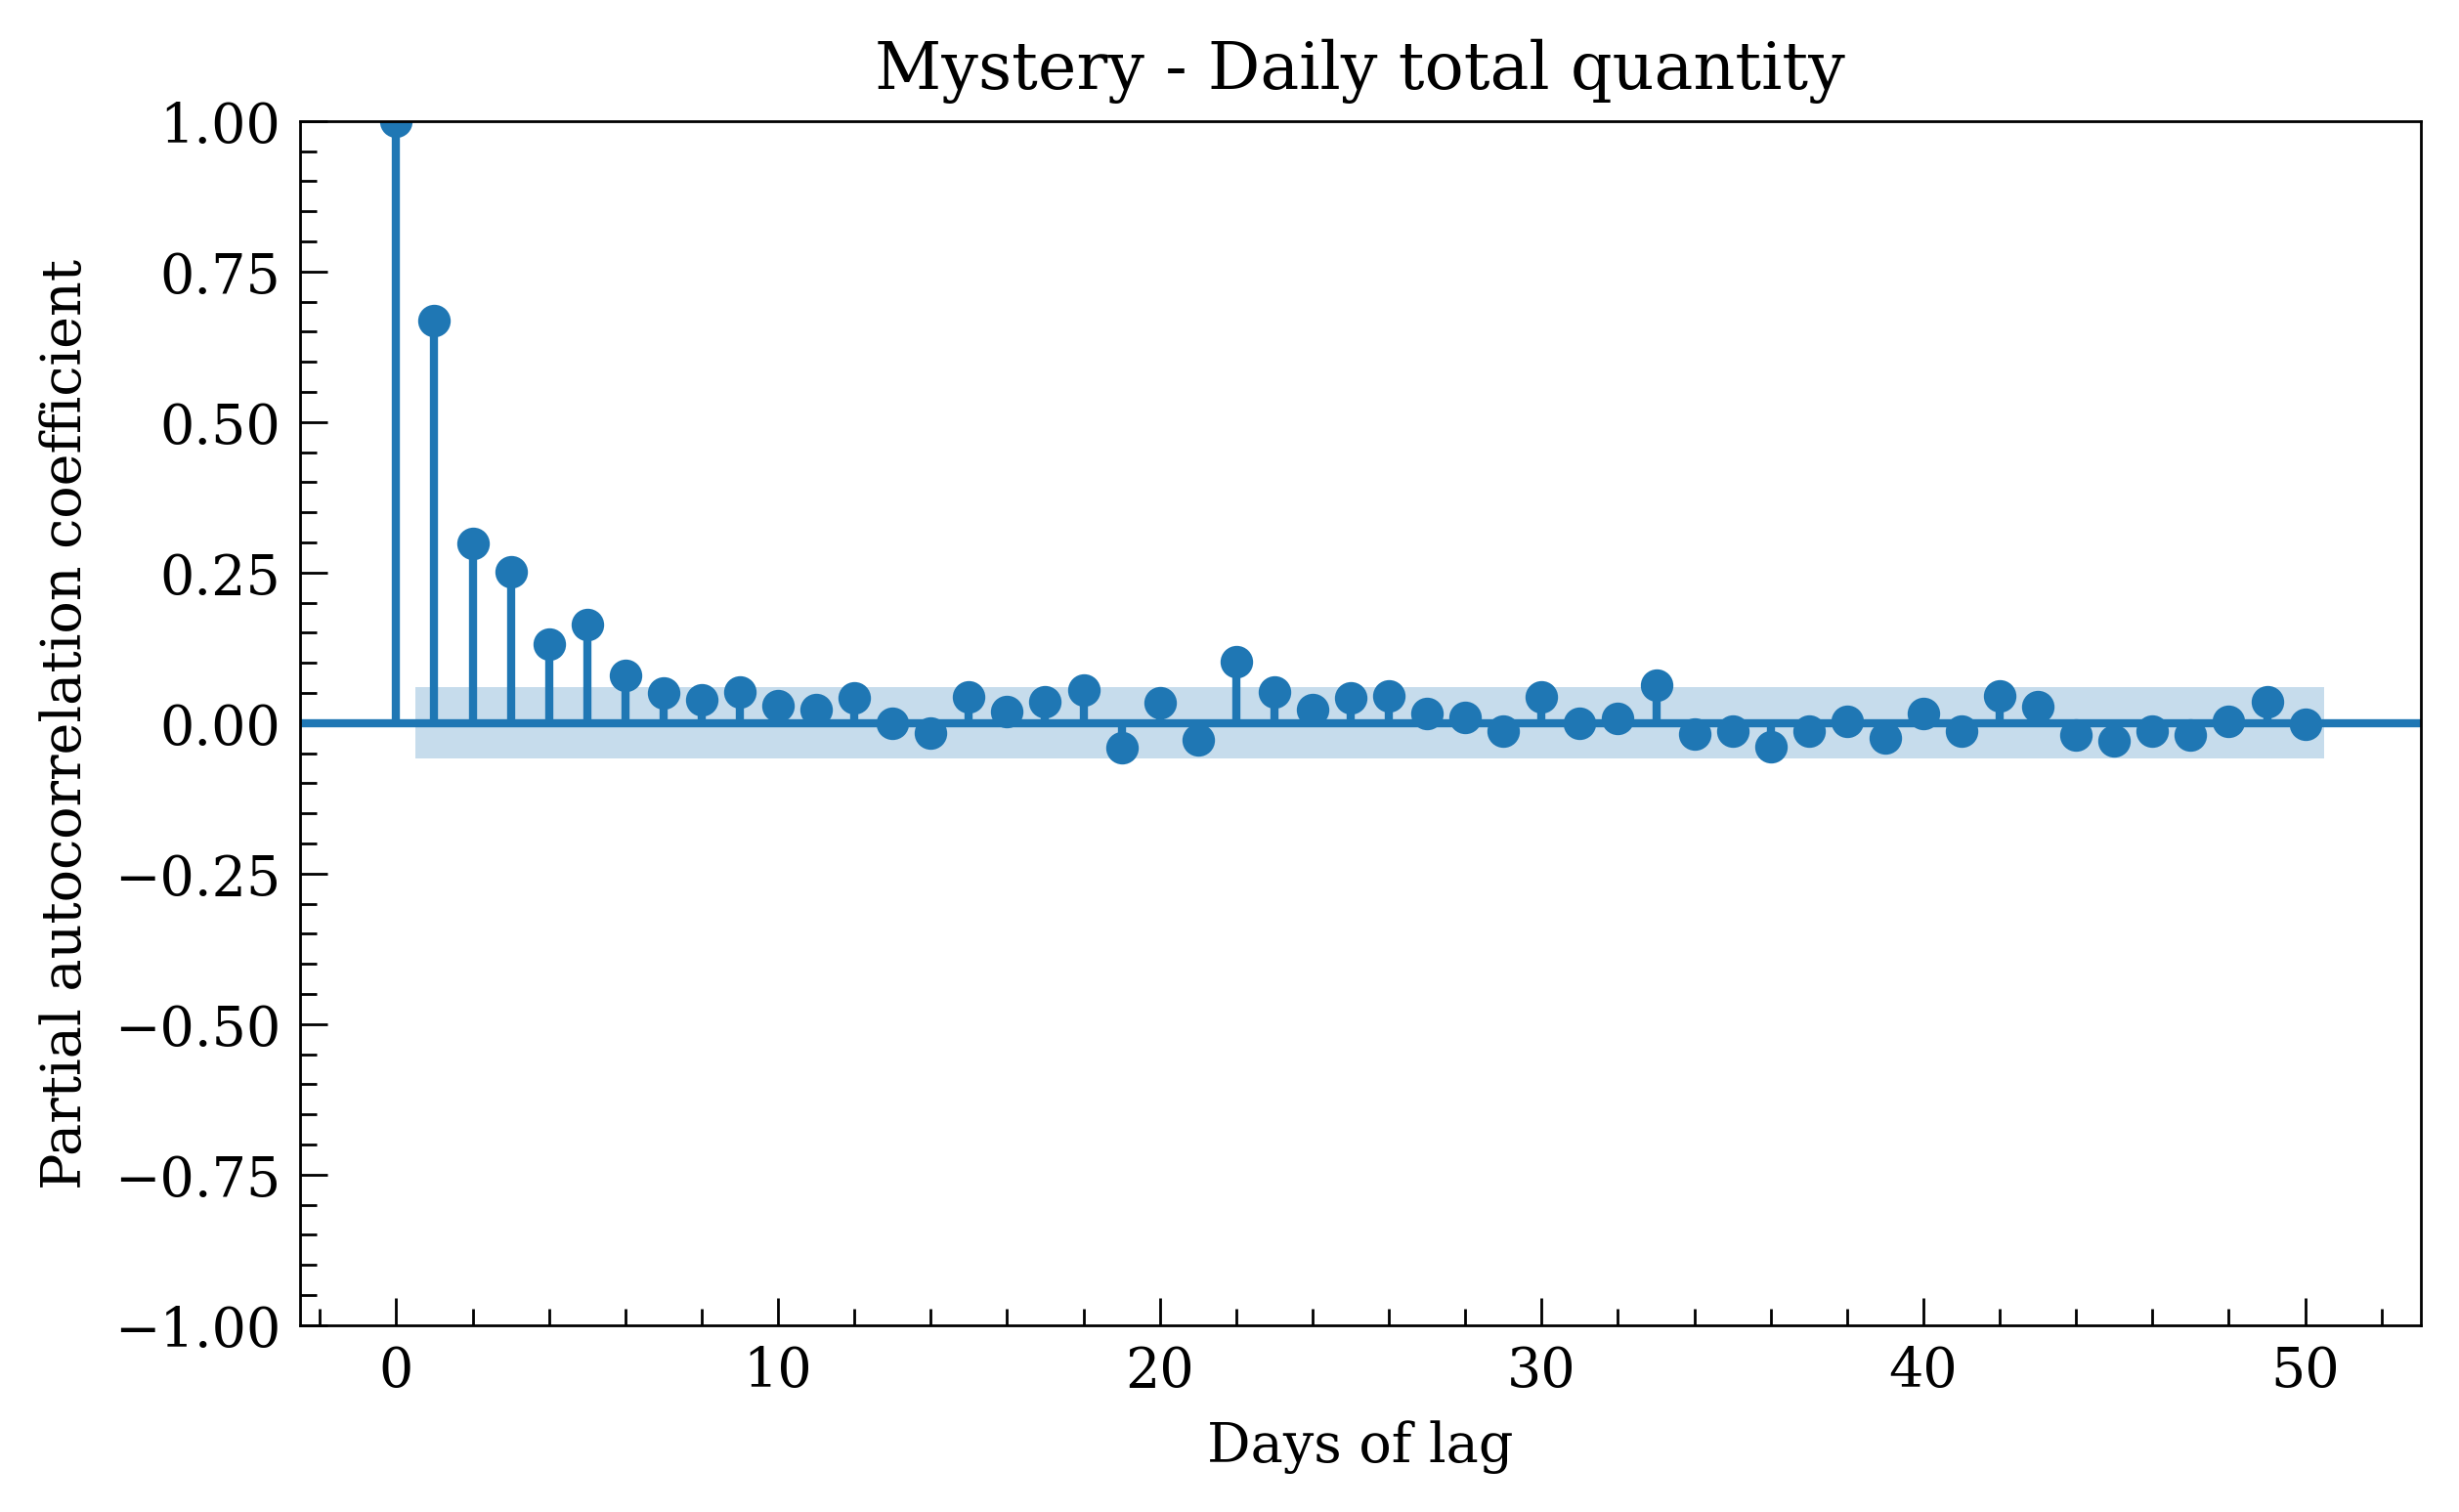 Mystery - Daily total quantity
Partial autocorrelation coefficient
1.00
0.75
0.50
0.25
0.00
−0.25
−0.50
−0.75
−1.00
0 10 20 30 40 50
Days of lag